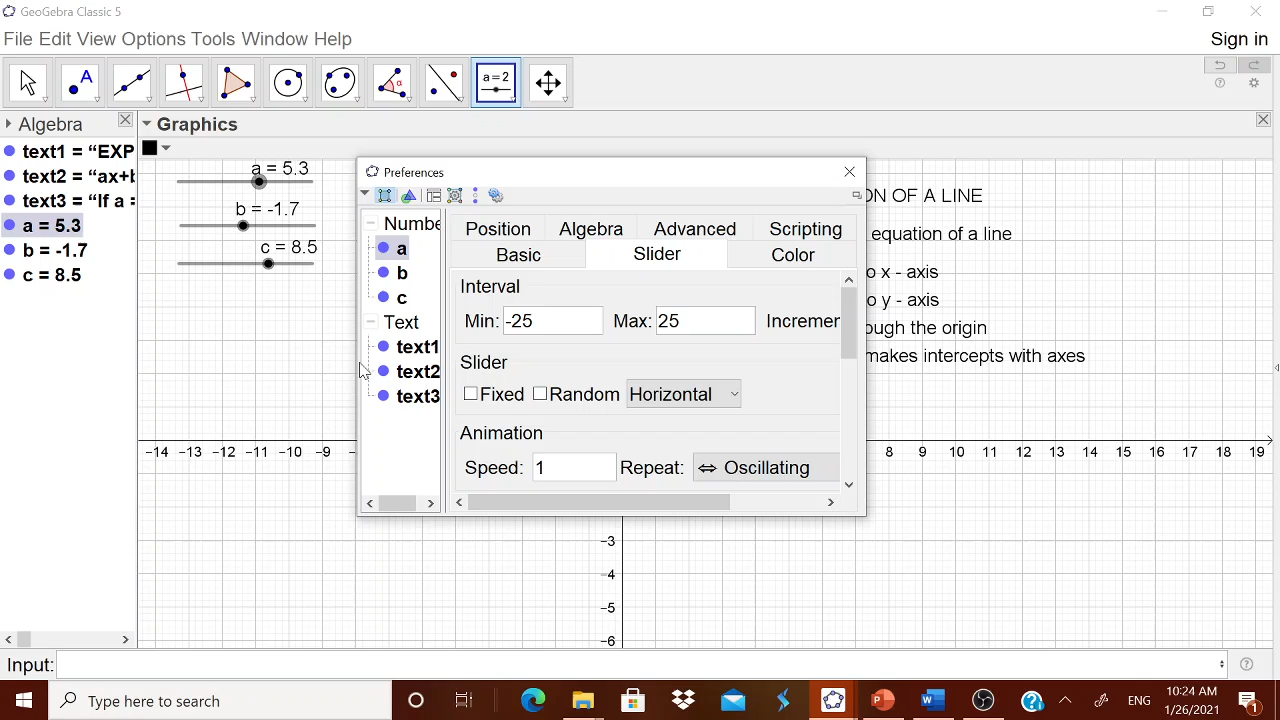 GeoGebra Classic 5
File Edit View Options Tools Window Help
Sign in
A
α
a = 2
Algebra
Graphics
text1 = “EXP
text2 = “ax+b
text3 = “If a =
a = 5.3
b = -1.7
c = 8.5
a = 5.3
b = -1.7
c = 8.5
Preferences
Numbe
a
b
c
Text
text1
text2
text3
Position Algebra Advanced Scripting
Basic Slider Color
Interval
Min: -25 Max: 25 Incremen
Slider
Fixed Random Horizontal
Animation
Speed: 1 Repeat: ⇔ Oscillating
ON OF A LINE
equation of a line
o x - axis
o y - axis
ough the origin
makes intercepts with axes
-14 -13 -12 -11 -10 -9 8 9 10 11 12 13 14 15 16 17 18 19
-3
-4
-5
-6
Input:
Type here to search
ENG
10:24 AM
1/26/2021
1